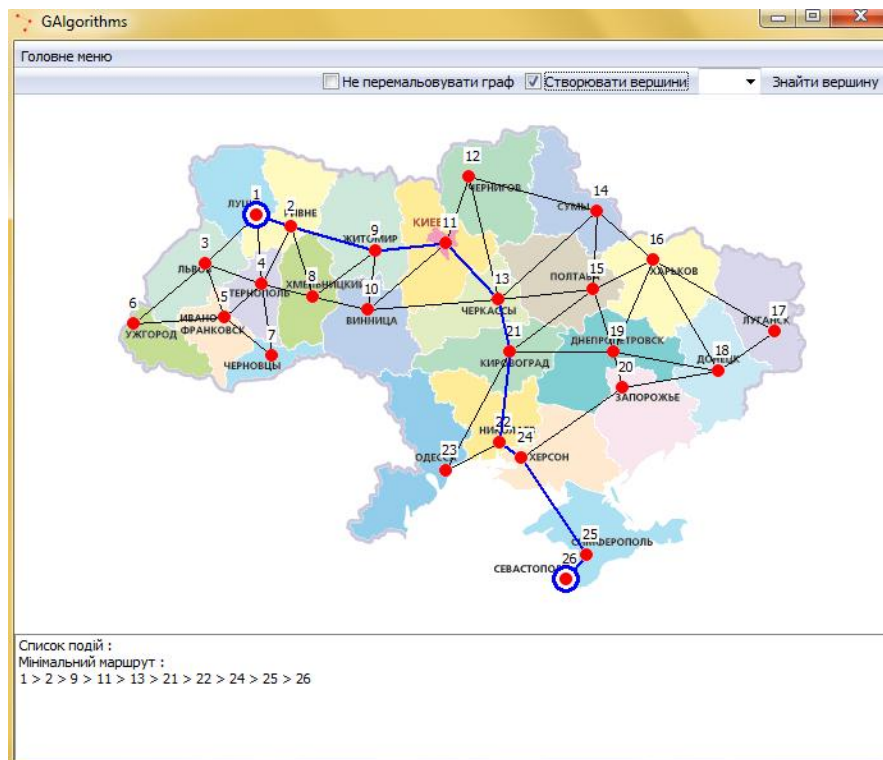 GAlgorithms
Головне меню
Не перемальовувати граф Створювати вершини Знайти вершину
12
14
1
ЛУЦ
ЧЕРНИГОВ
2
РІВНЕ
СУМЫ
КИЕВ
11
9
ЖИТОМИР
16
3
ХАРЬКОВ
ЛЬВОВ
4
15
ПОЛТАВА
ТЕРНОПОЛЬ
8
ХМЕЛЬНИЦКИЙ
13
ЧЕРКАССЫ
6
5
10
17
УЖГОРОД
ИВАНО
ФРАНКОВСК
ВИННИЦА
ЛУГАНСК
21
19
ДНЕПРОПЕТРОВСК
7
ЧЕРНОВЦЫ
КИРОВОГРАД
18
ДОНЕЦК
20
ЗАПОРОЖЬЕ
22
НИКОЛАЕВ
24
23
ОДЕССА
ХЕРСОН
25
СИМФЕРОПОЛЬ
26
СЕВАСТОПОЛ
Список подій :
Мінімальний маршрут :
1 > 2 > 9 > 11 > 13 > 21 > 22 > 24 > 25 > 26